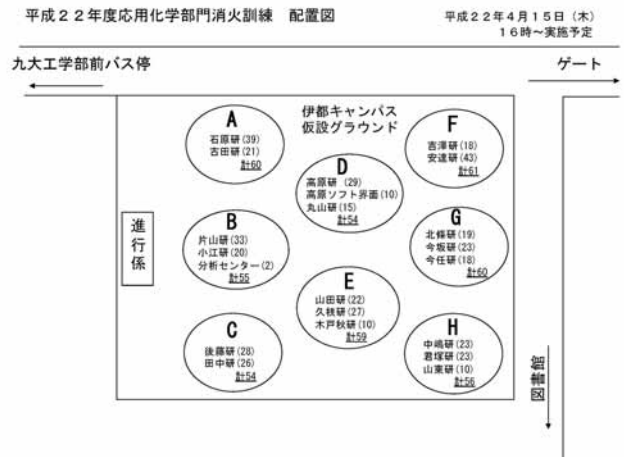 平成２２年度応用化学部門消火訓練　配置図
平成２２年４月１５日（木）
１６時～実施予定
九大工学部前バス停
ゲート
伊都キャンパス
仮設グラウンド
A
石原研(39)
古田研(21)
計60
F
吉澤研(18)
安達研(43)
計61
D
高原研(29)
高原ソフト界面(10)
丸山研(15)
計54
進行係
B
片山研(33)
小江研(20)
分析センター(2)
計55
G
北條研(19)
今坂研(23)
今任研(18)
計60
E
山田研(22)
久枝研(27)
木戸秋研(10)
計59
C
後藤研(28)
田中研(26)
計54
H
中嶋研(23)
君塚研(23)
山東研(10)
計56
図書館